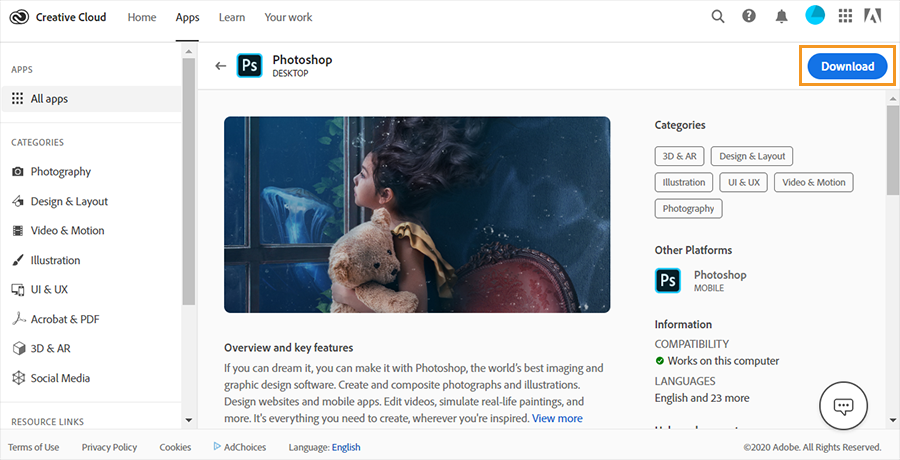 Creative Cloud Home Apps Learn Your work
APPS
All apps
CATEGORIES
Photography
Design & Layout
Video & Motion
Illustration
UI & UX
Acrobat & PDF
3D & AR
Social Media
RESOURCE LINKS
Ps
Photoshop
DESKTOP
Download
Overview and key features
If you can dream it, you can make it with Photoshop, the world's best imaging and
graphic design software. Create and composite photographs and illustrations.
Design websites and mobile apps. Edit videos, simulate real-life paintings, and
more. It's everything you need to create, wherever you're inspired. View more
Categories
3D & AR Design & Layout
Illustration UI & UX Video & Motion
Photography
Other Platforms
Ps
Photoshop
MOBILE
Information
COMPATIBILITY
Works on this computer
LANGUAGES
English and 23 more
Terms of Use Privacy Policy Cookies AdChoices Language: English ©2020 Adobe. All Rights Reserved.